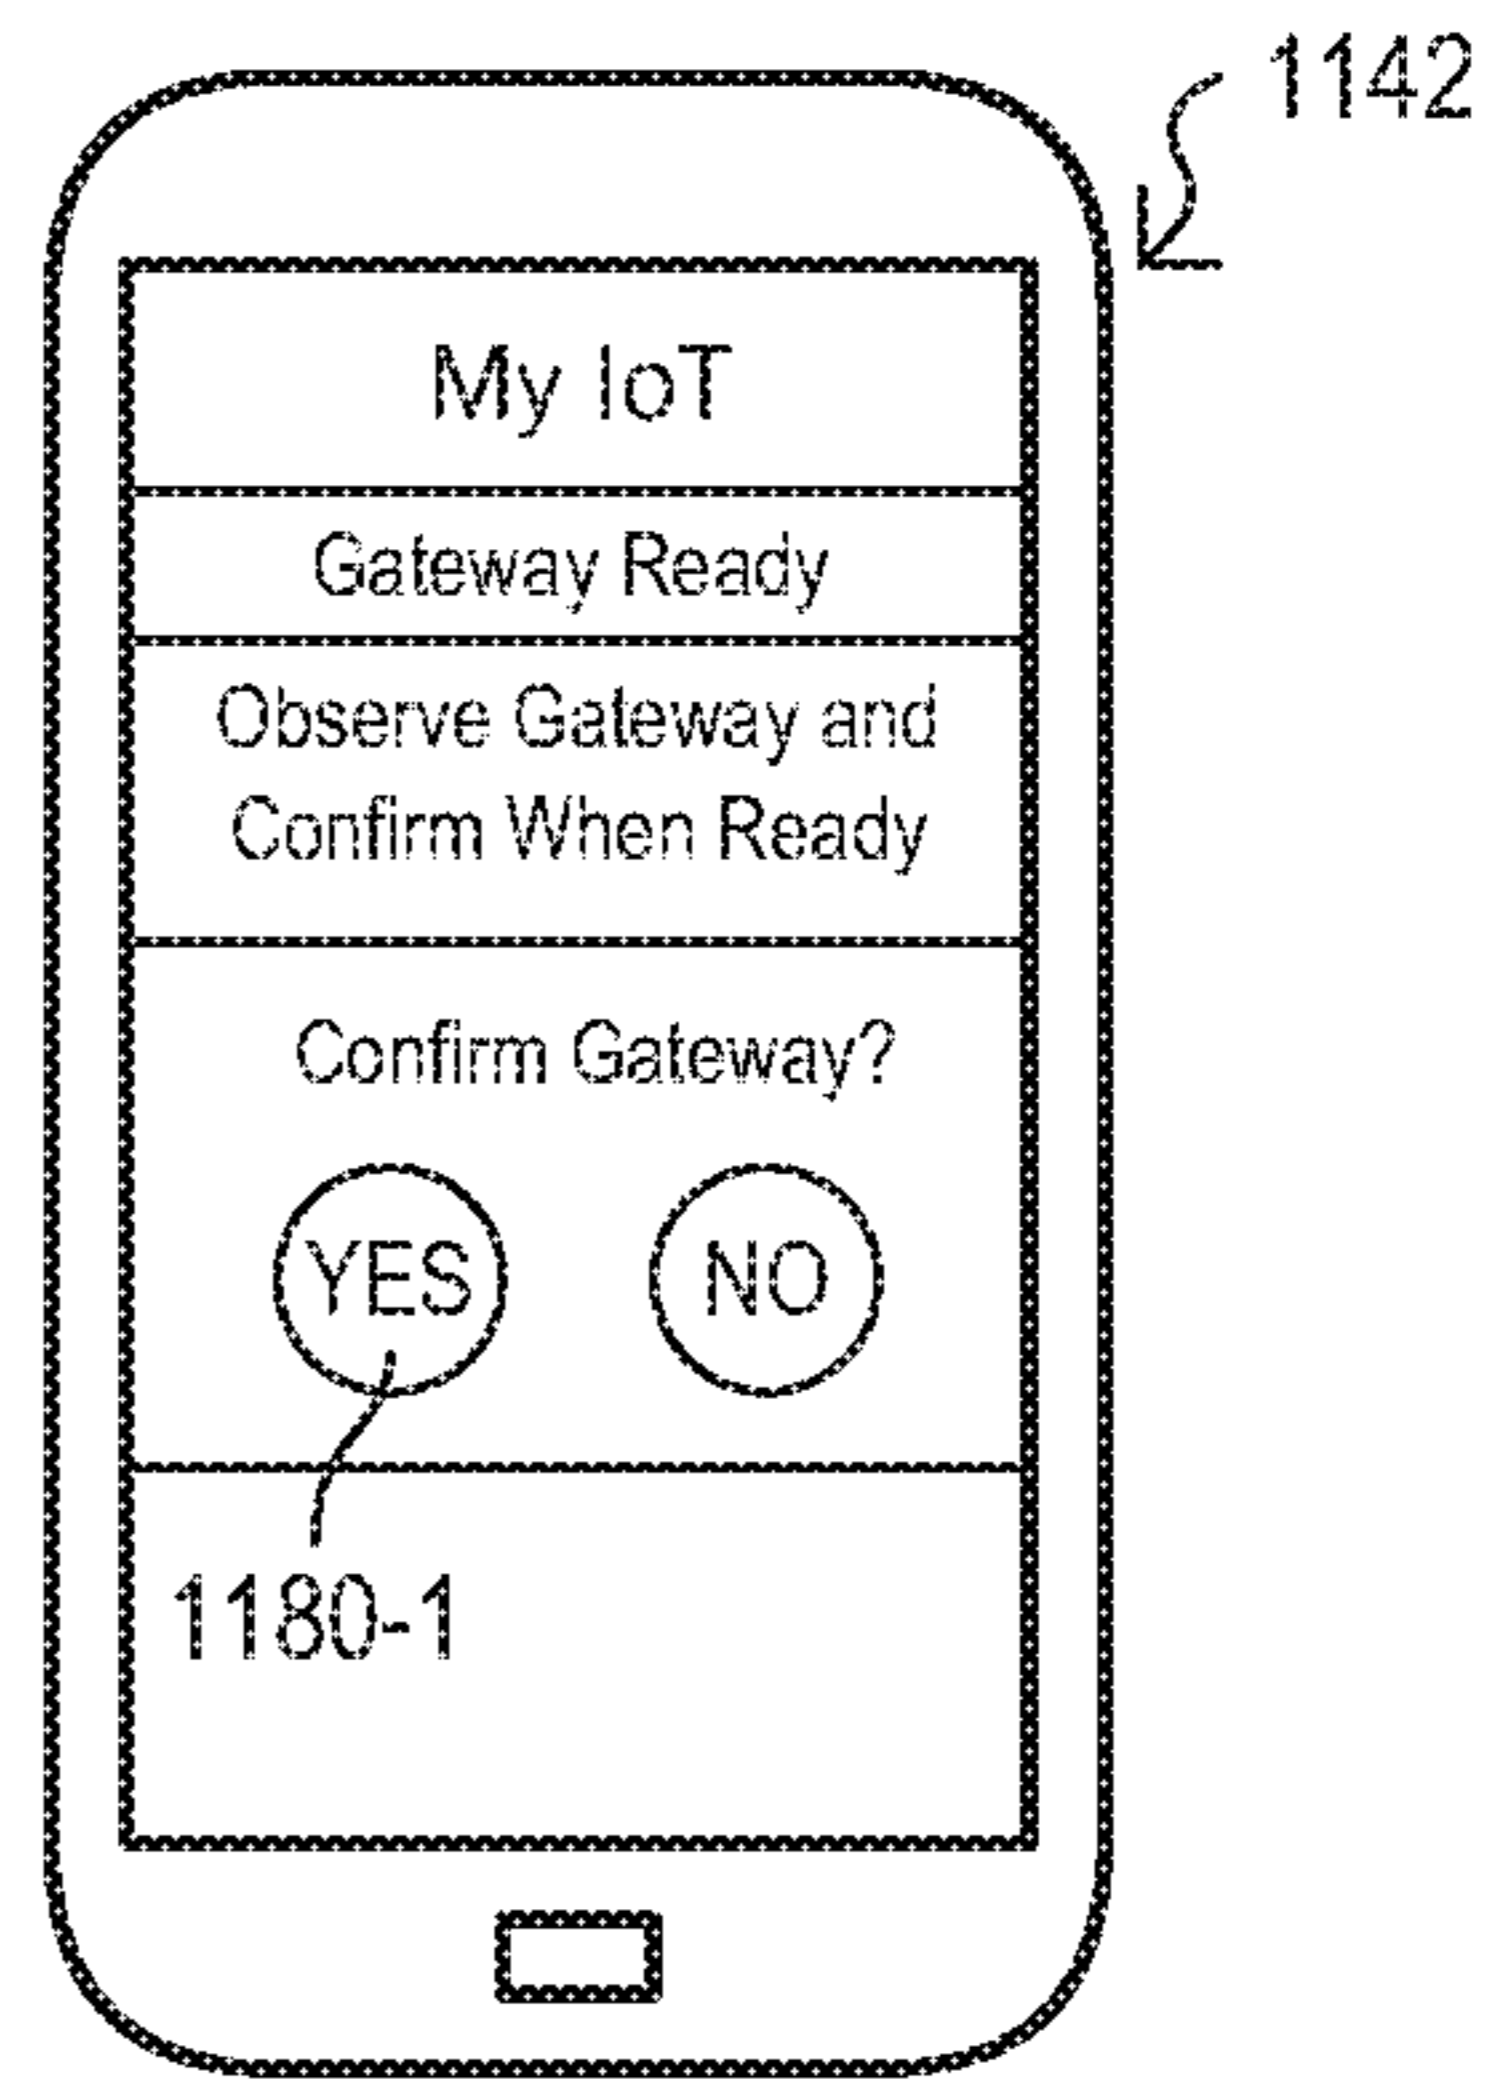 1142
My IoT
Gateway Ready
Observe Gateway and
Confirm When Ready
Confirm Gateway?
YES NO
1180-1